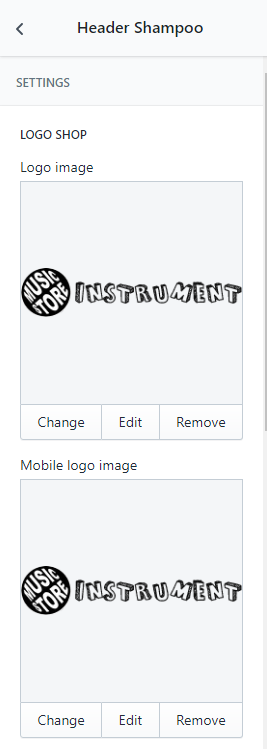 Header Shampoo
SETTINGS
LOGO SHOP
Logo image
MUSIC STORE INSTRUMENT
Change Edit Remove
Mobile logo image
MUSIC STORE INSTRUMENT
Change Edit Remove